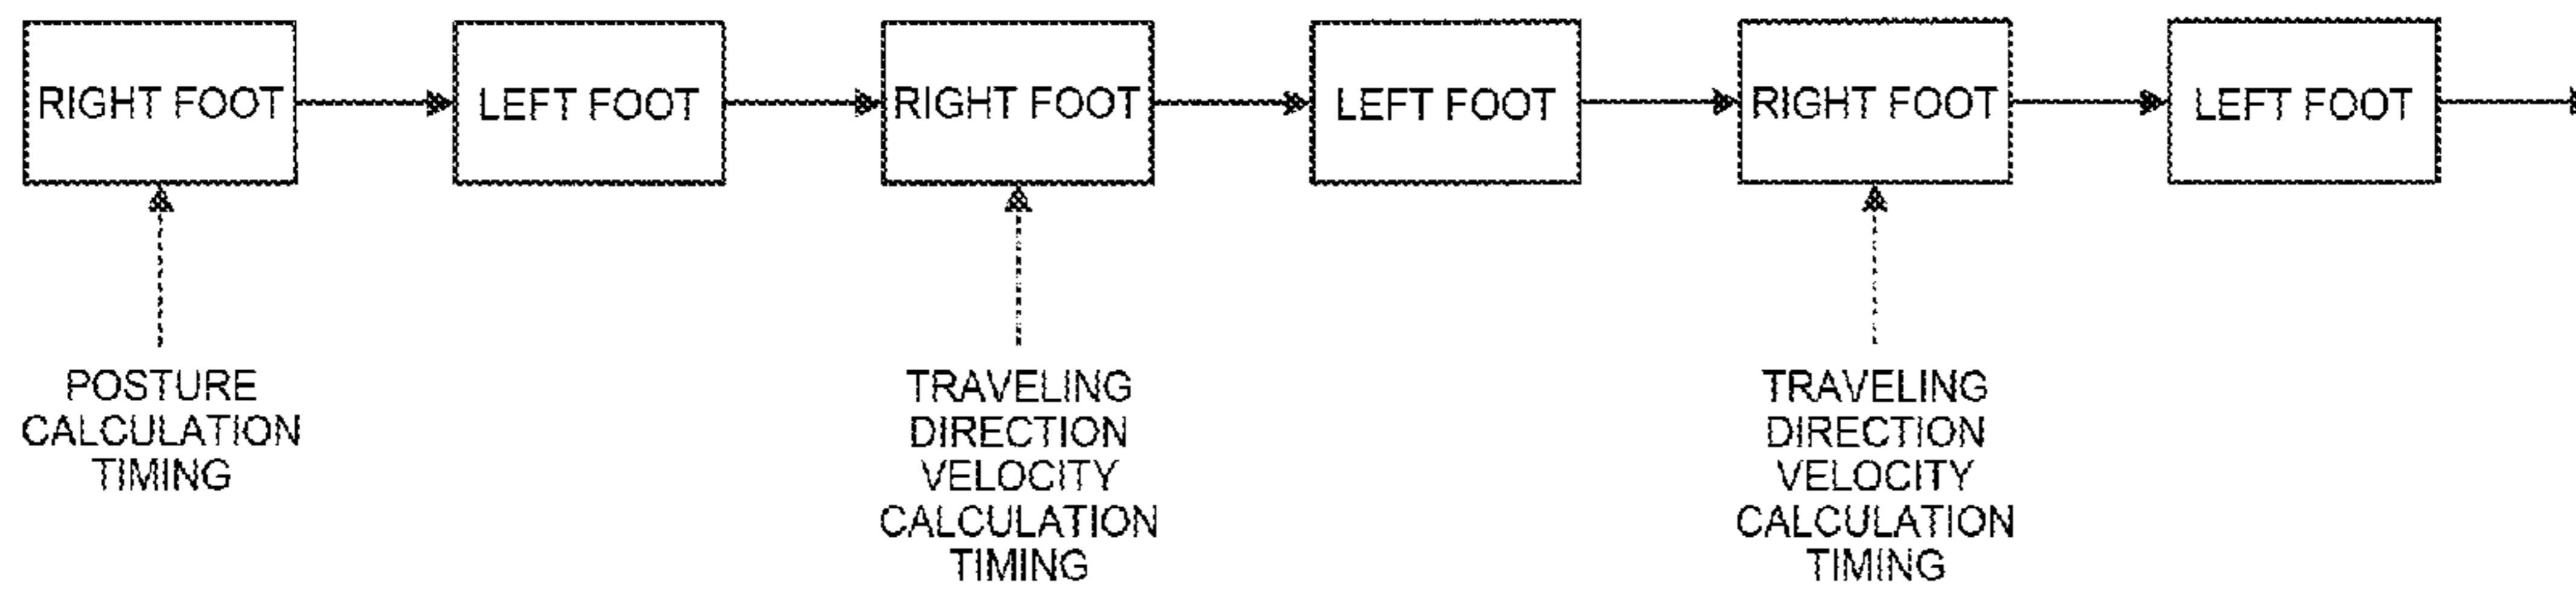 RIGHT FOOT
LEFT FOOT
RIGHT FOOT
LEFT FOOT
RIGHT FOOT
LEFT FOOT
POSTURE
CALCULATION
TIMING
TRAVELING
DIRECTION
VELOCITY
CALCULATION
TIMING
TRAVELING
DIRECTION
VELOCITY
CALCULATION
TIMING